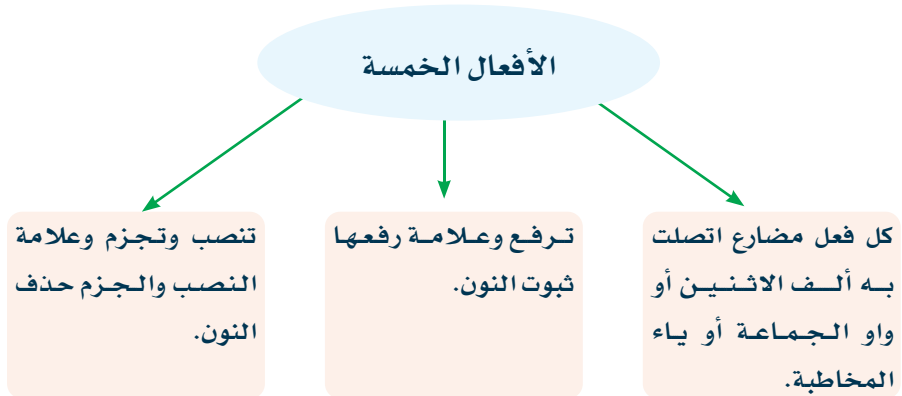 الأفعال الخمسة
كل فعل مضارع اتصلت
به ألف الاثنين أو
واو الجماعة أو ياء
المخاطبة.
ترفع وعلامة رفعها
ثبوت النون.
تنصب وتجزم وعلامة
النصب والجزم حذف
النون.